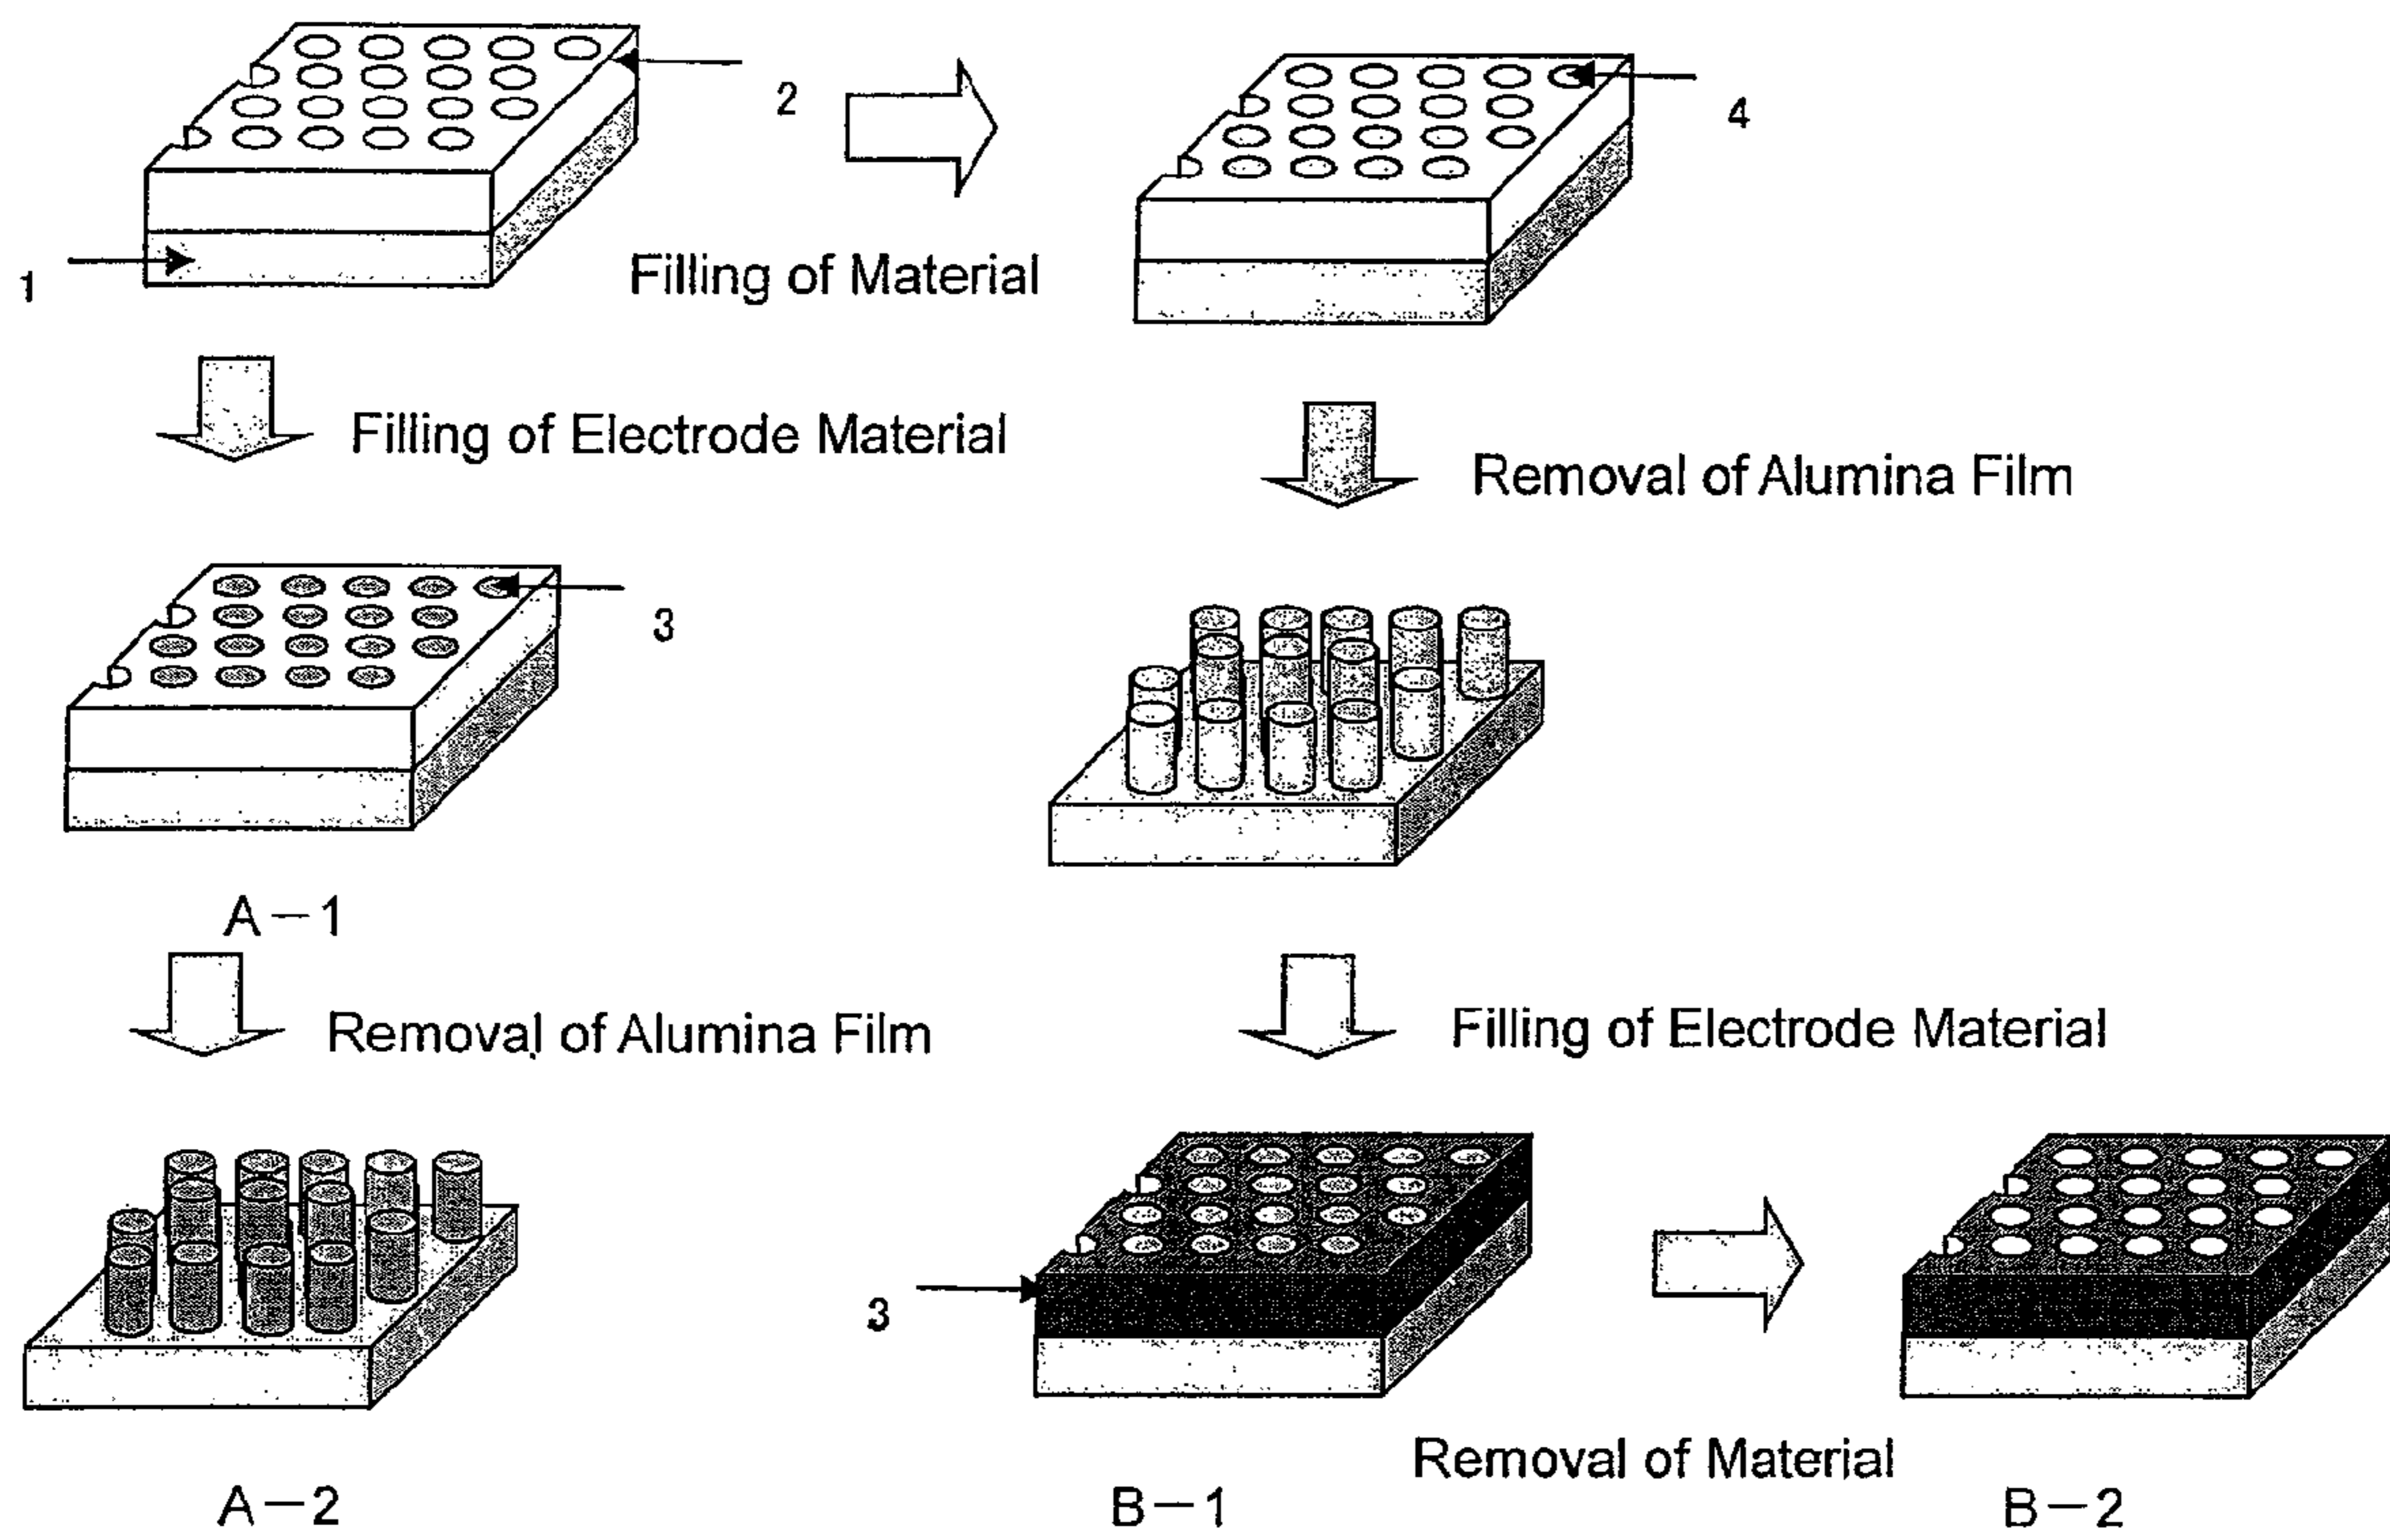 2
4
1
Filling of Material
Filling of Electrode Material
Removal of Alumina Film
3
A－1
Removal of Alumina Film
Filling of Electrode Material
3
Removal of Material
A－2
B－1
B－2